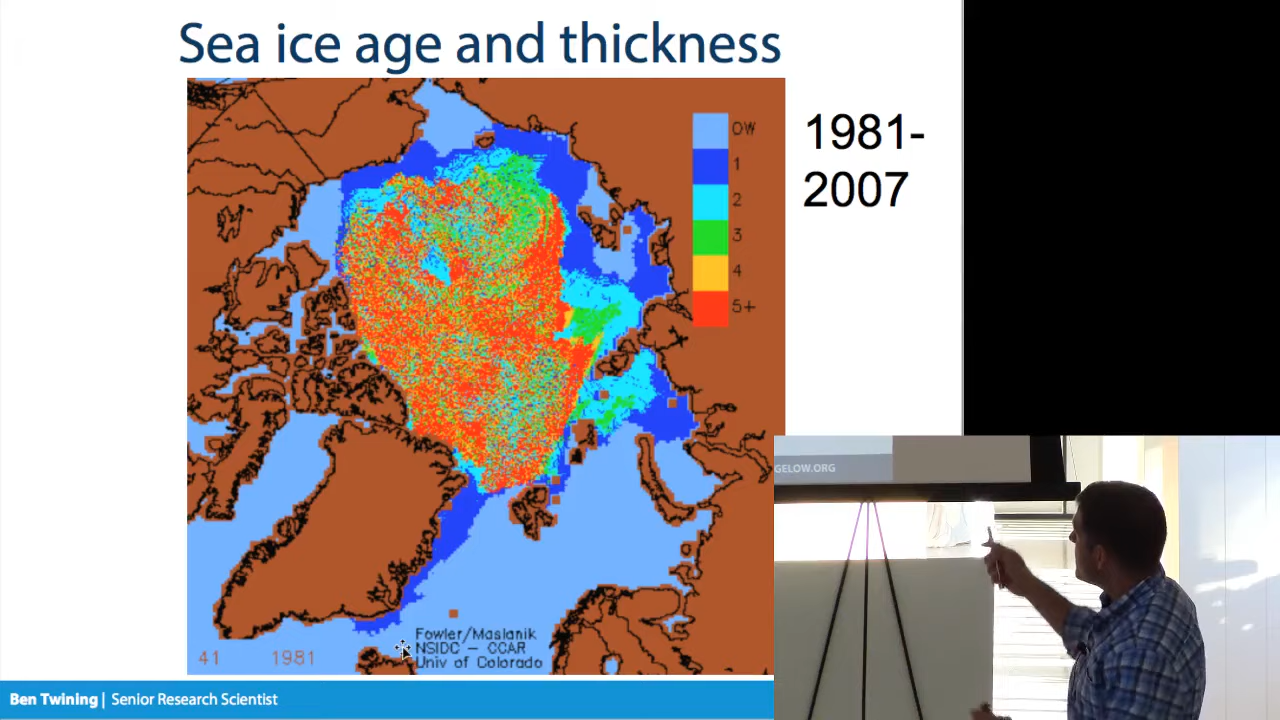 Sea ice age and thickness
1981-
2007
OW
1
2
3
4
5+
Fowler/Maslanik
NSIDC – CCAR
Univ of Colorado
41 1981
GELOW.ORG
Ben Twining | Senior Research Scientist